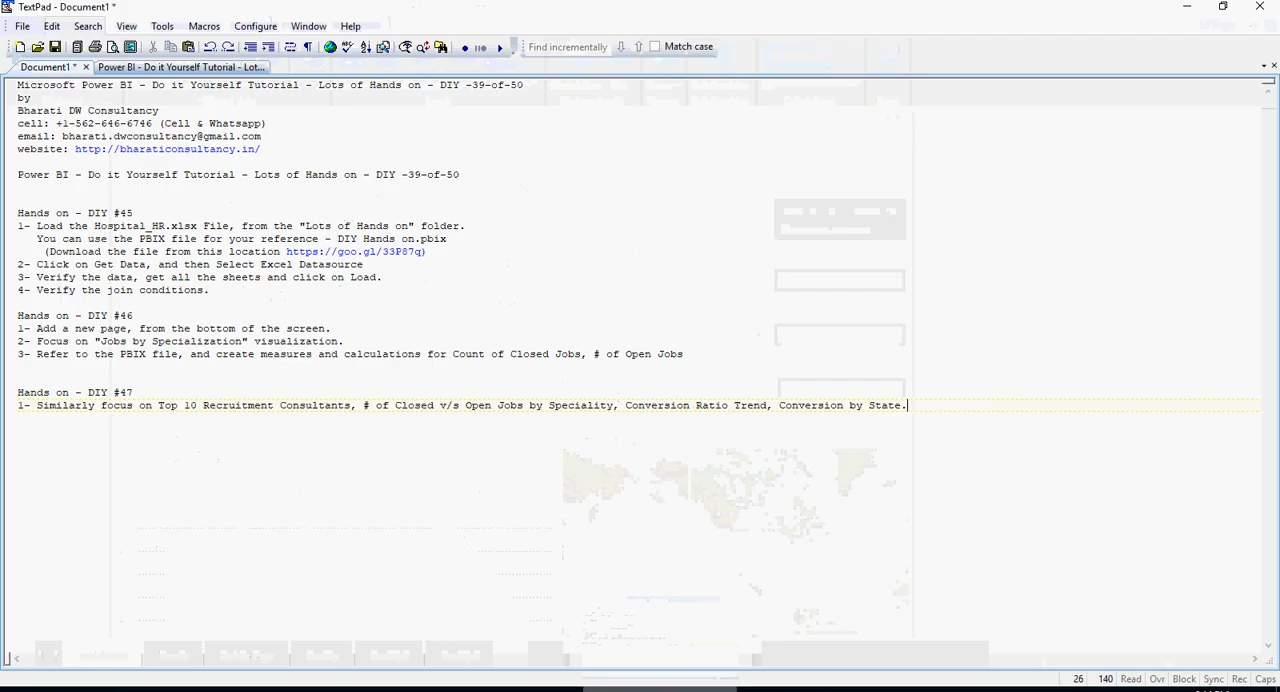 TextPad - Document1 *
File Edit Search View Tools Macros Configure Window Help
Find incrementally Match case
Document1 * Power BI - Do it Yourself Tutorial - Lot...
Microsoft Power BI - Do it Yourself Tutorial - Lots of Hands on - DIY -39-of-50
by
Bharati DW Consultancy
cell: +1-562-646-6746 (Cell & Whatsapp)
email: bharati.dwconsultancy@gmail.com
website: http://bharaticonsultancy.in/
Power BI - Do it Yourself Tutorial - Lots of Hands on - DIY -39-of-50
Hands on - DIY #45
1- Load the Hospital_HR.xlsx File, from the "Lots of Hands on" folder.
You can use the PBIX file for your reference - DIY Hands on.pbix
(Download the file from this location https://goo.gl/33P87q)
2- Click on Get Data, and then Select Excel Datasource
3- Verify the data, get all the sheets and click on Load.
4- Verify the join conditions.
Hands on - DIY #46
1- Add a new page, from the bottom of the screen.
2- Focus on "Jobs by Specialization" visualization.
3- Refer to the PBIX file, and create measures and calculations for Count of Closed Jobs, # of Open Jobs
Hands on - DIY #47
1- Similarly focus on Top 10 Recruitment Consultants, # of Closed v/s Open Jobs by Speciality, Conversion Ratio Trend, Conversion by State.
26 140 Read Ovr Block Sync Rec Caps